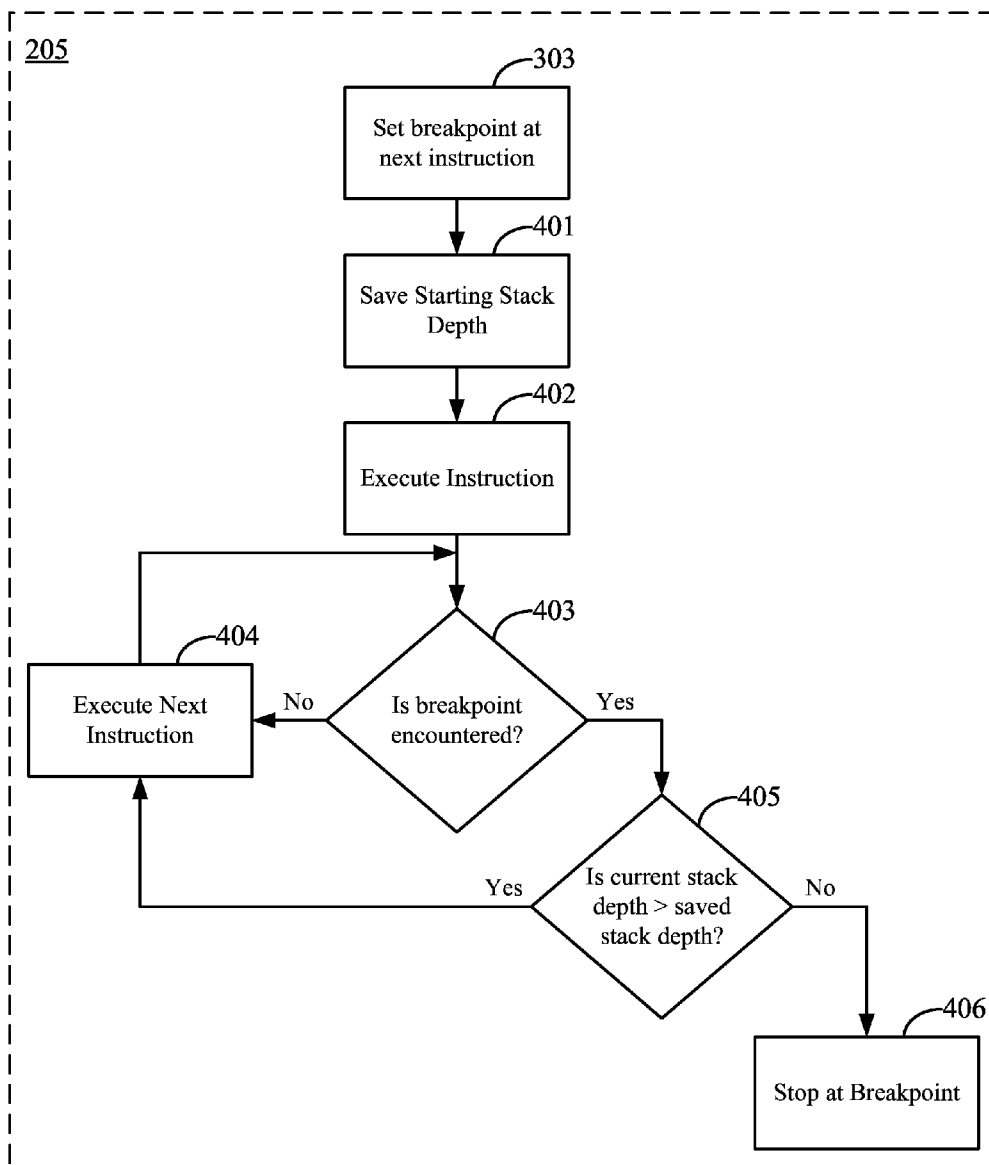 205
303
Set breakpoint at
next instruction
401
Save Starting Stack
Depth
402
Execute Instruction
403
Is breakpoint
encountered?
No
Yes
404
Execute Next
Instruction
405
Is current stack
depth > saved
stack depth?
Yes
No
406
Stop at Breakpoint